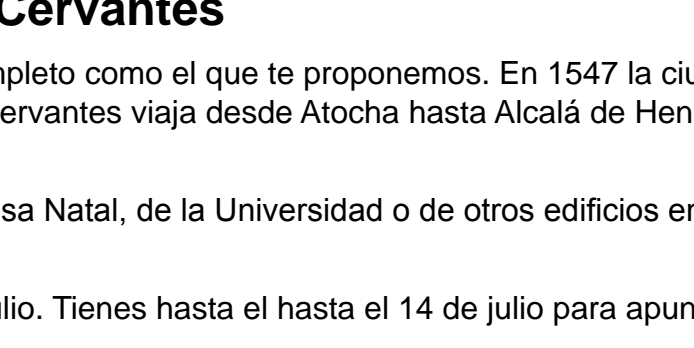 Cervantes
mpleto como el que te proponemos. En 1547 la ciu
ervantes viaja desde Atocha hasta Alcalá de Hen
sa Natal, de la Universidad o de otros edificios en
ulio. Tienes hasta el hasta el 14 de julio para apun